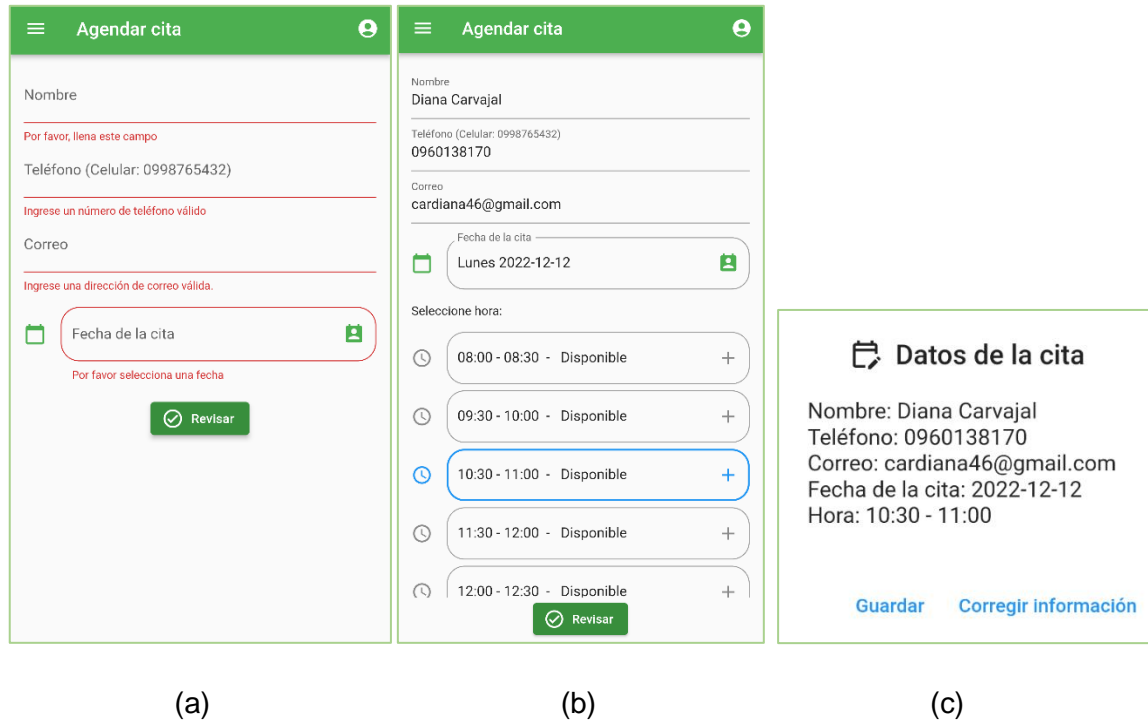 Agendar cita
Nombre
Por favor, llena este campo
Teléfono (Celular: 0998765432)
Ingrese un número de teléfono válido
Correo
Ingrese una dirección de correo válida.
Fecha de la cita
Por favor selecciona una fecha
Revisar
(a)
Agendar cita
Nombre
Diana Carvajal
Teléfono (Celular: 0998765432)
0960138170
Correo
cardiana46@gmail.com
Fecha de la cita
Lunes 2022-12-12
Seleccione hora:
08:00 - 08:30 - Disponible
09:30 - 10:00 - Disponible
10:30 - 11:00 - Disponible
11:30 - 12:00 - Disponible
12:00 - 12:30 - Disponible
Revisar
(b)
Datos de la cita
Nombre: Diana Carvajal
Teléfono: 0960138170
Correo: cardiana46@gmail.com
Fecha de la cita: 2022-12-12
Hora: 10:30 - 11:00
Guardar Corregir información
(c)